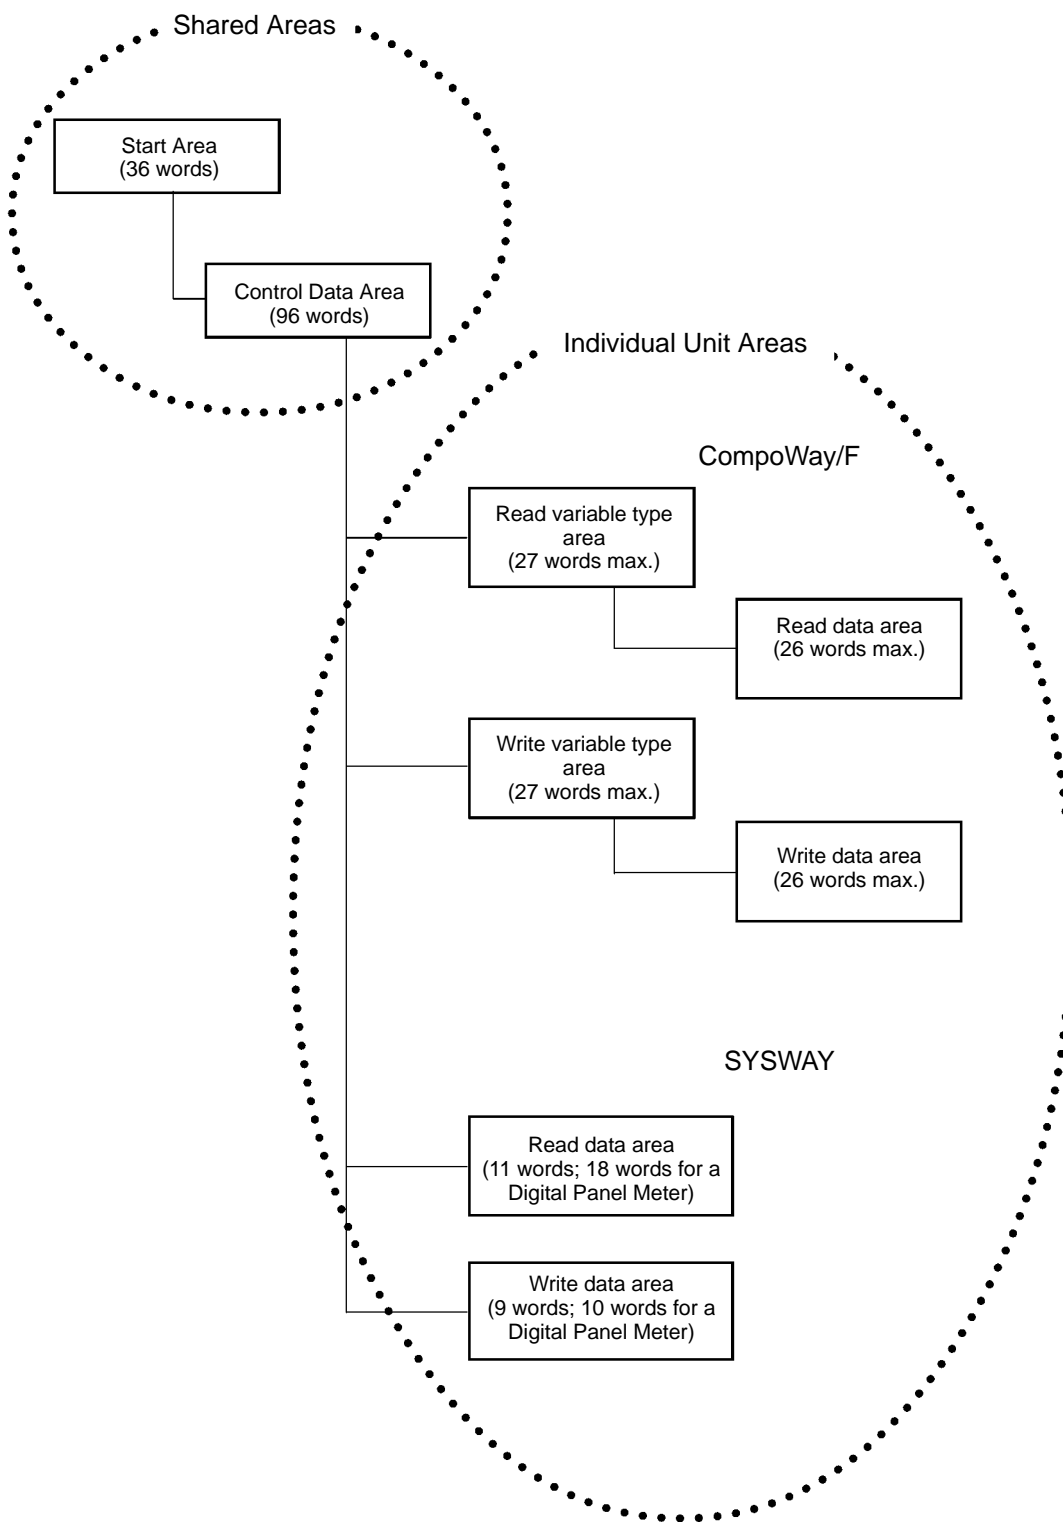 Shared Areas
Start Area
(36 words)
Control Data Area
(96 words)
Individual Unit Areas
CompoWay/F
Read variable type
area
(27 words max.)
Read data area
(26 words max.)
Write variable type
area
(27 words max.)
Write data area
(26 words max.)
SYSWAY
Read data area
(11 words; 18 words for a
Digital Panel Meter)
Write data area
(9 words; 10 words for a
Digital Panel Meter)